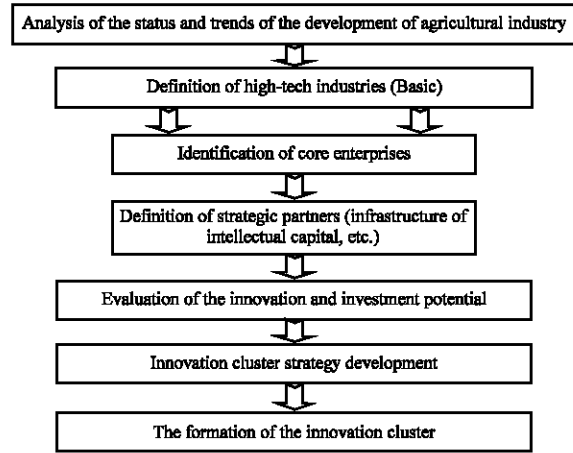 Analysis of the status and trends of the development of agricultural industry
Definition of high-tech industries (Basic)
Identification of core enterprises
Definition of strategic partners (infrastructure of
intellectual capital, etc.)
Evaluation of the innovation and investment potential
Innovation cluster strategy development
The formation of the innovation cluster